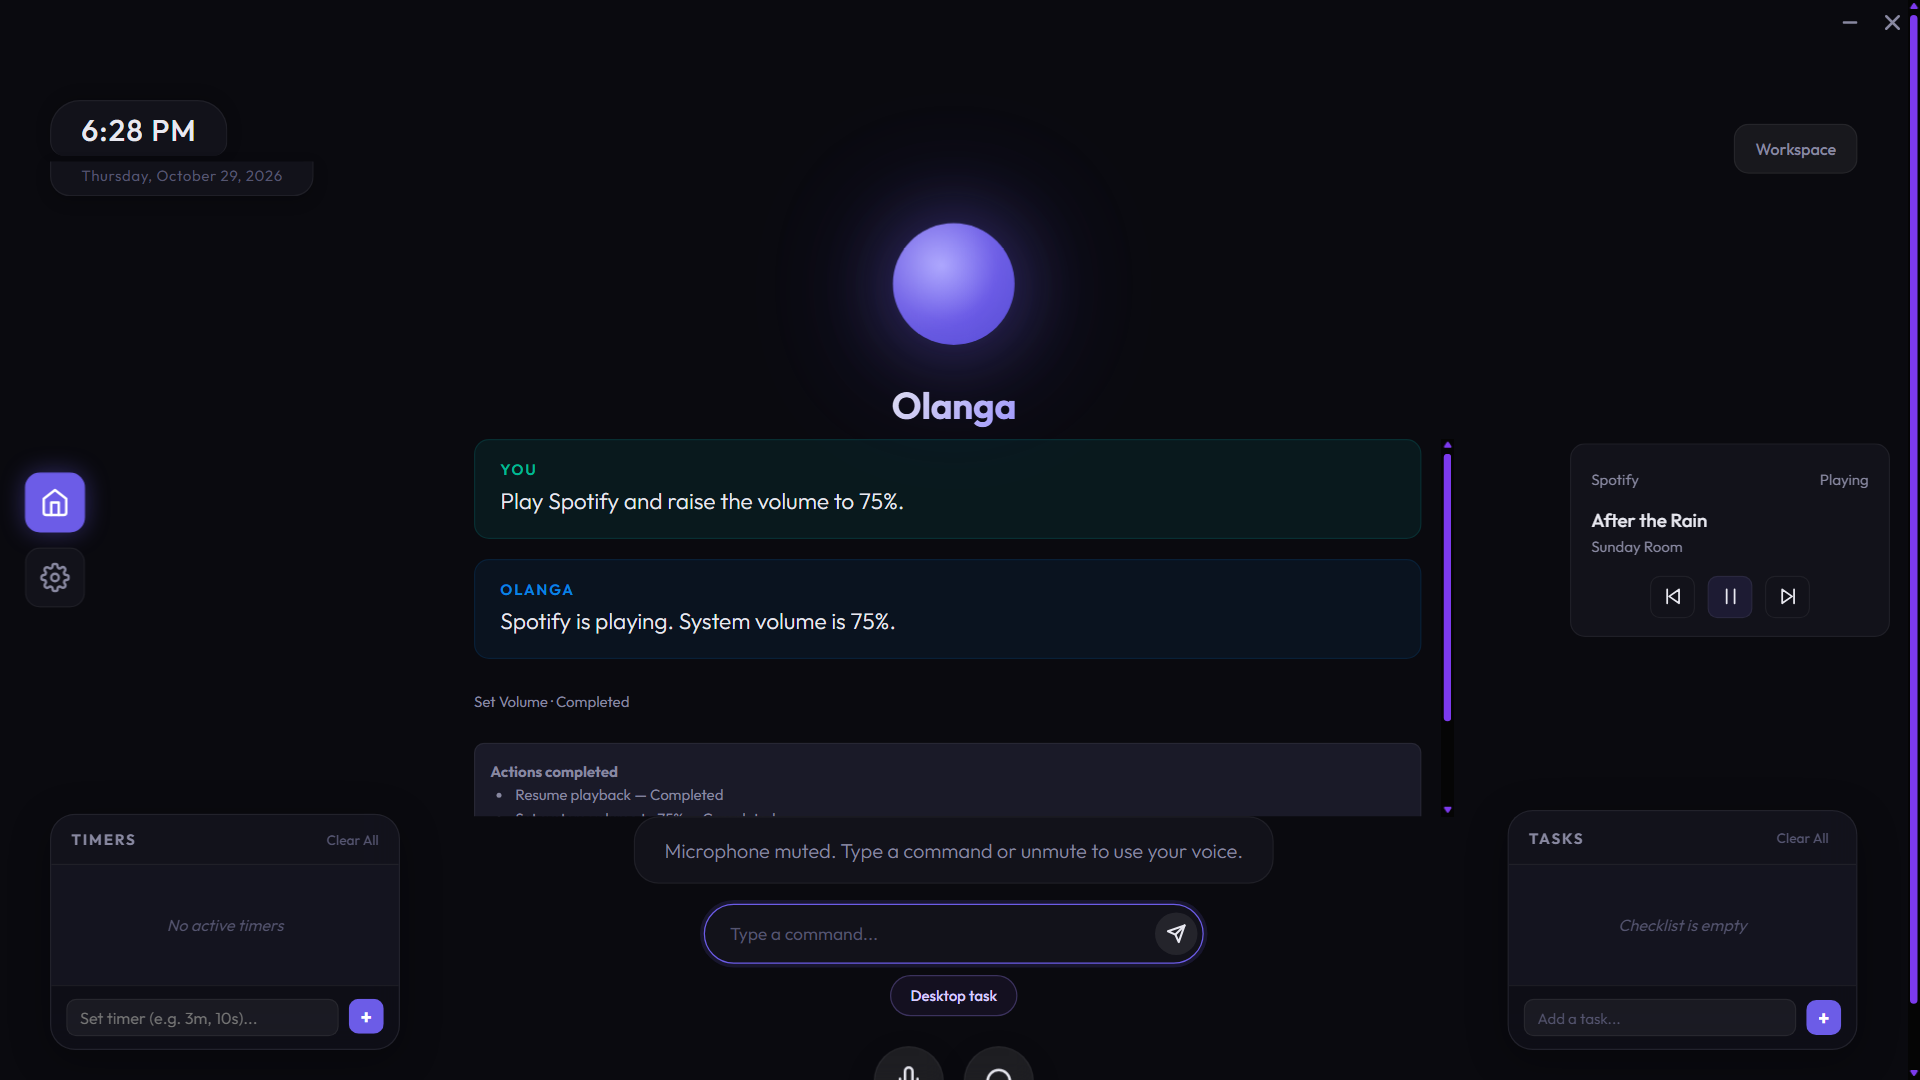 6:28 PM
Thursday, October 29, 2026
Workspace
Olanga
YOU
Play Spotify and raise the volume to 75%.
OLANGA
Spotify is playing. System volume is 75%.
Set Volume · Completed
Actions completed
Resume playback — Completed
Spotify
Playing
After the Rain
Sunday Room
TIMERS
Clear All
No active timers
Set timer (e.g. 3m, 10s)...
+
Microphone muted. Type a command or unmute to use your voice.
Type a command...
Desktop task
TASKS
Clear All
Checklist is empty
Add a task...
+